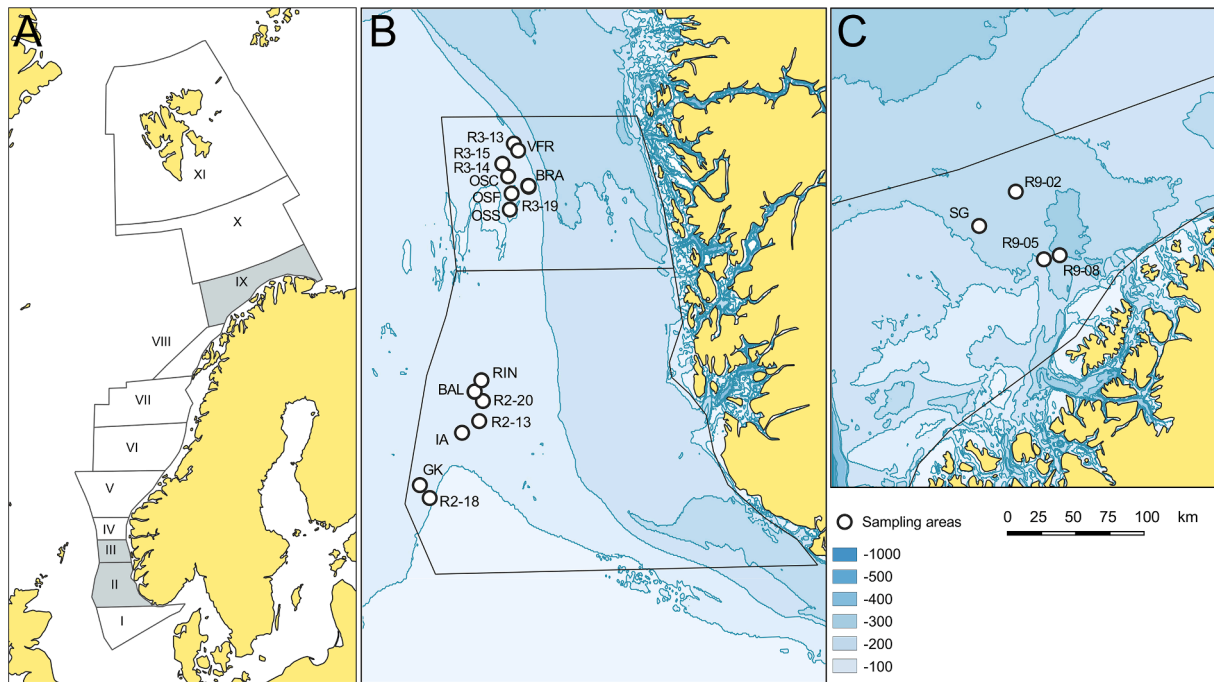 A
XI
X
IX
VIII
VII
VI
V
IV
III
II
I
B
R3-13
VFR
R3-15
R3-14
BRA
OSC
OSF
R3-19
OSS
RIN
BAL
R2-20
R2-13
IA
GK
R2-18
C
R9-02
SG
R9-05
R9-08
Sampling areas
0 25 50 75 100 km
-1000
-500
-400
-300
-200
-100